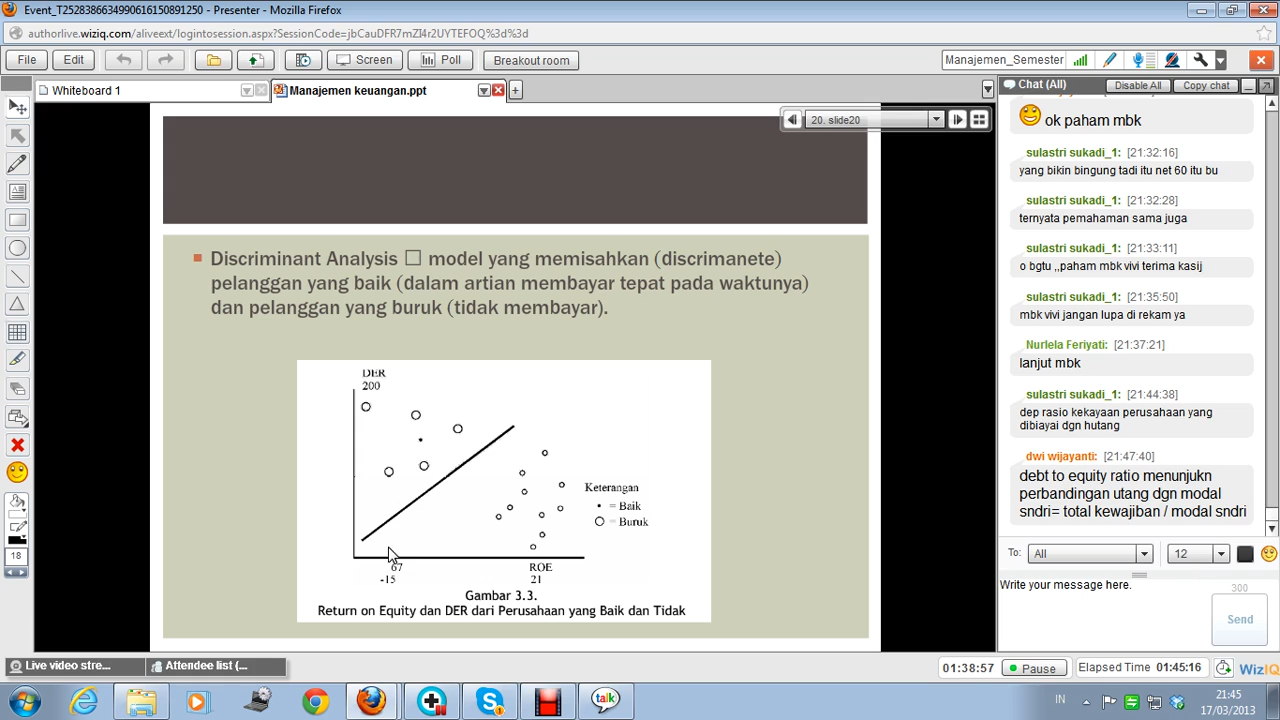 Event_T252838663499061615089​1250 - Presenter - Mozilla Firefox
authorlive.wiziq.com/aliveext/logintosession.aspx?SessionCode=jbCauDFR7mZI4r2UYTEFOQ%3d%3d
File Edit Screen Poll Breakout room Manajemen_Semester
Whiteboard 1 Manajemen keuangan.ppt
20. slide20
Discriminant Analysis □ model yang memisahkan (discrimanete)
pelanggan yang baik (dalam artian membayar tepat pada waktunya)
dan pelanggan yang buruk (tidak membayar).
DER
200
Keterangan
• = Baik
○ = Buruk
67 ROE
-15 21
Gambar 3.3.
Return on Equity dan DER dari Perusahaan yang Baik dan Tidak
Chat (All) Disable All Copy chat
ok paham mbk
sulastri sukadi_1: [21:32:16]
yang bikin bingung tadi itu net 60 itu bu
sulastri sukadi_1: [21:32:28]
ternyata pemahaman sama juga
sulastri sukadi_1: [21:33:11]
o bgtu ,,paham mbk vivi terima kasij
sulastri sukadi_1: [21:35:50]
mbk vivi jangan lupa di rekam ya
Nurlela Feriyati: [21:37:21]
lanjut mbk
sulastri sukadi_1: [21:44:38]
dep rasio kekayaan perusahaan yang
dibiayai dgn hutang
dwi wijayanti: [21:47:40]
debt to equity ratio menunjukn
perbandingan utang dgn modal
sndri= total kewajiban / modal sndri
To: All 12
Write your message here.
300
Send
18
Live video stre... Attendee list (...
01:38:57 Pause Elapsed Time 01:45:16 WizIQ
talk
IN
21:45
17/03/2013